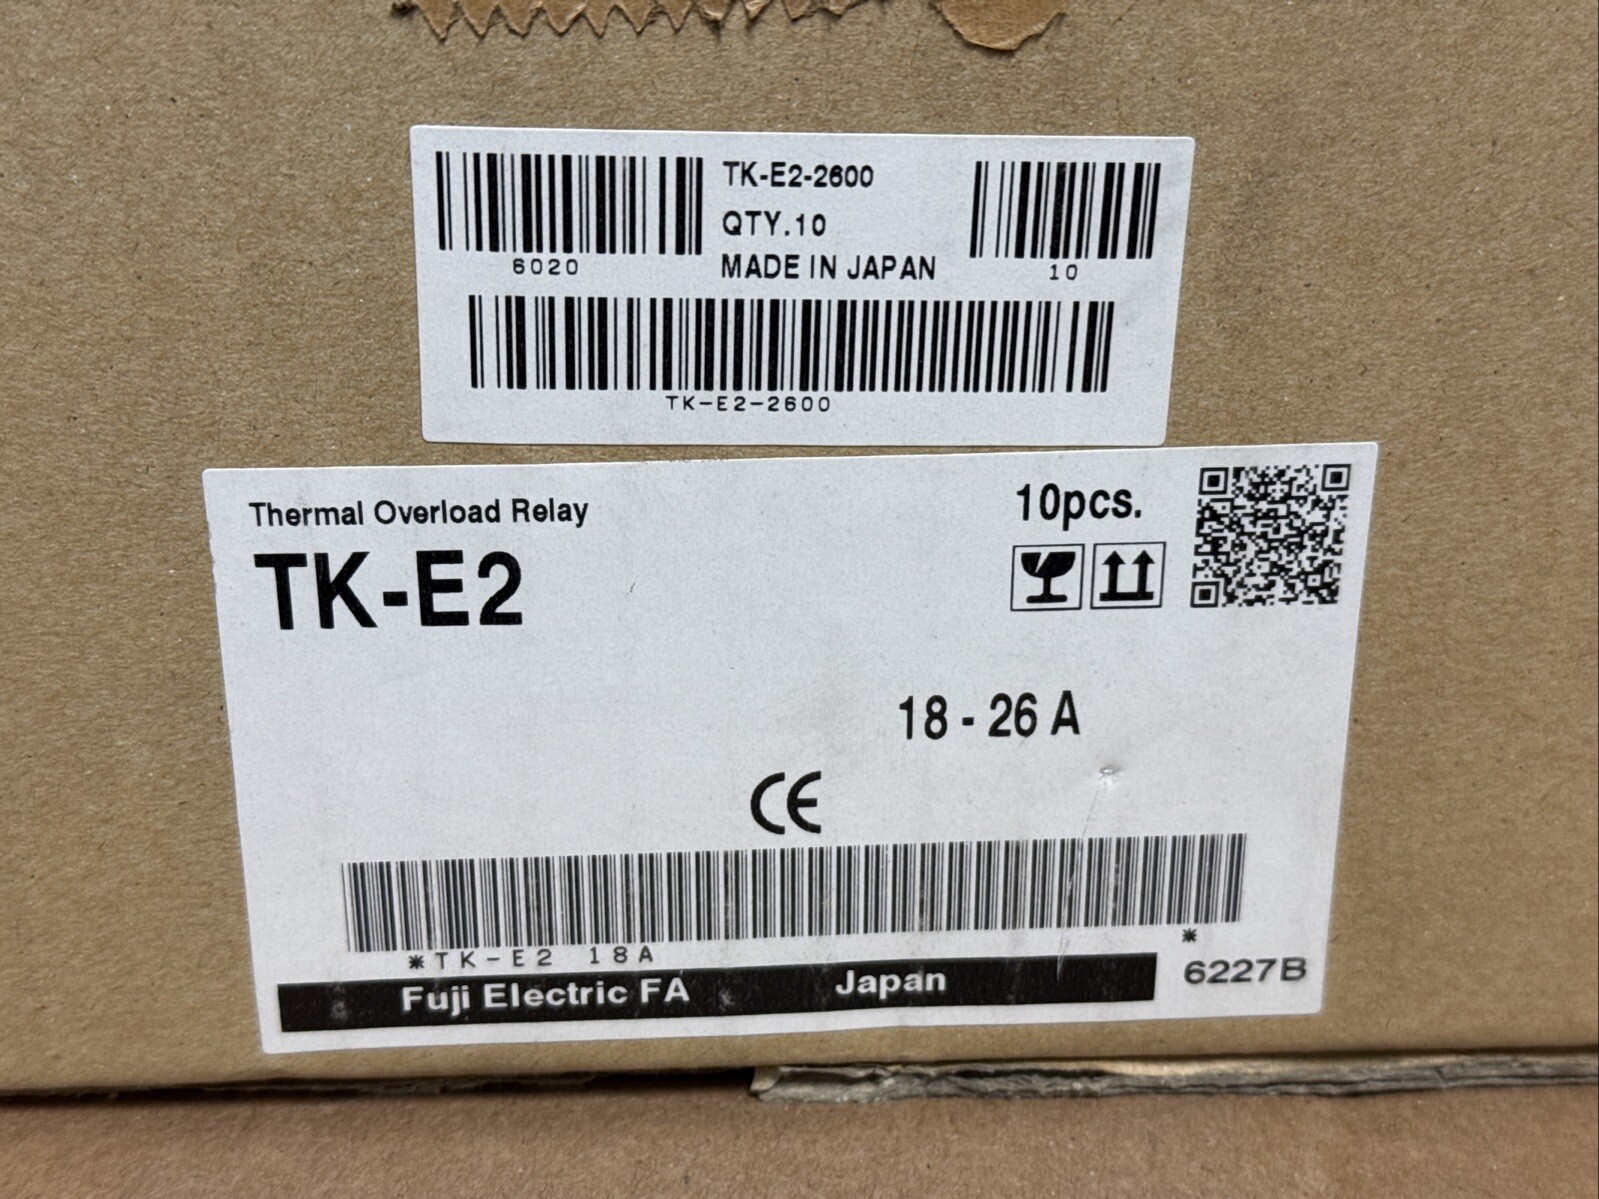 TK-E2-2600
QTY.10
MADE IN JAPAN
6020
10
TK-E2-2600
Thermal Overload Relay
10pcs.
TK-E2
18 - 26 A
CE
*TK-E2 18A *
Fuji Electric FA Japan
6227B